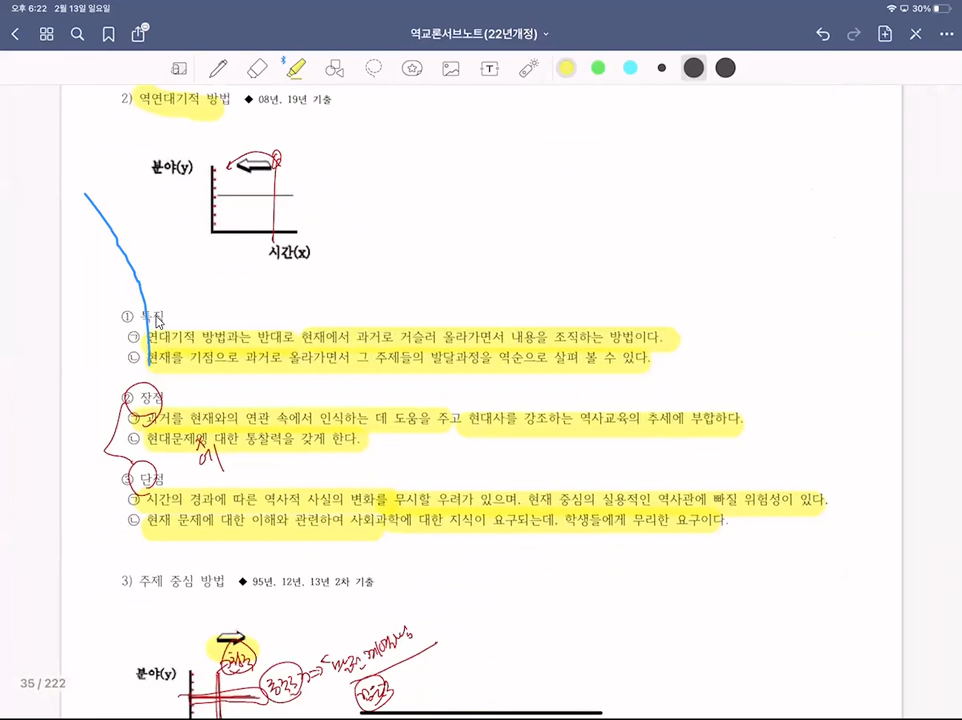 오후 6:22 2월 13일 일요일
30%
역교론서브노트(22년개정)
2) 역연대기적 방법 ◆ 08년, 19년 기출
분야(y)
시간(x)
① 특징
㉠ 연대기적 방법과는 반대로 현재에서 과거로 거슬러 올라가면서 내용을 조직하는 방법이다.
㉡ 현재를 기점으로 과거로 올라가면서 그 주제들의 발달과정을 역순으로 살펴 볼 수 있다.
② 장점
㉠ 과거를 현재와의 연관 속에서 인식하는 데 도움을 주고 현대사를 강조하는 역사교육의 추세에 부합하다.
㉡ 현대문제엔 대한 통찰력을 갖게 한다.
에
③ 단점
㉠ 시간의 경과에 따른 역사적 사실의 변화를 무시할 우려가 있으며, 현재 중심의 실용적인 역사관에 빠질 위험성이 있다.
㉡ 현재 문제에 대한 이해와 관련하여 사회과학에 대한 지식이 요구되는데, 학생들에게 무리한 요구이다.
3) 주제 중심 방법 ◆ 95년, 12년, 13년 2차 기출
분야(y)
35 / 222